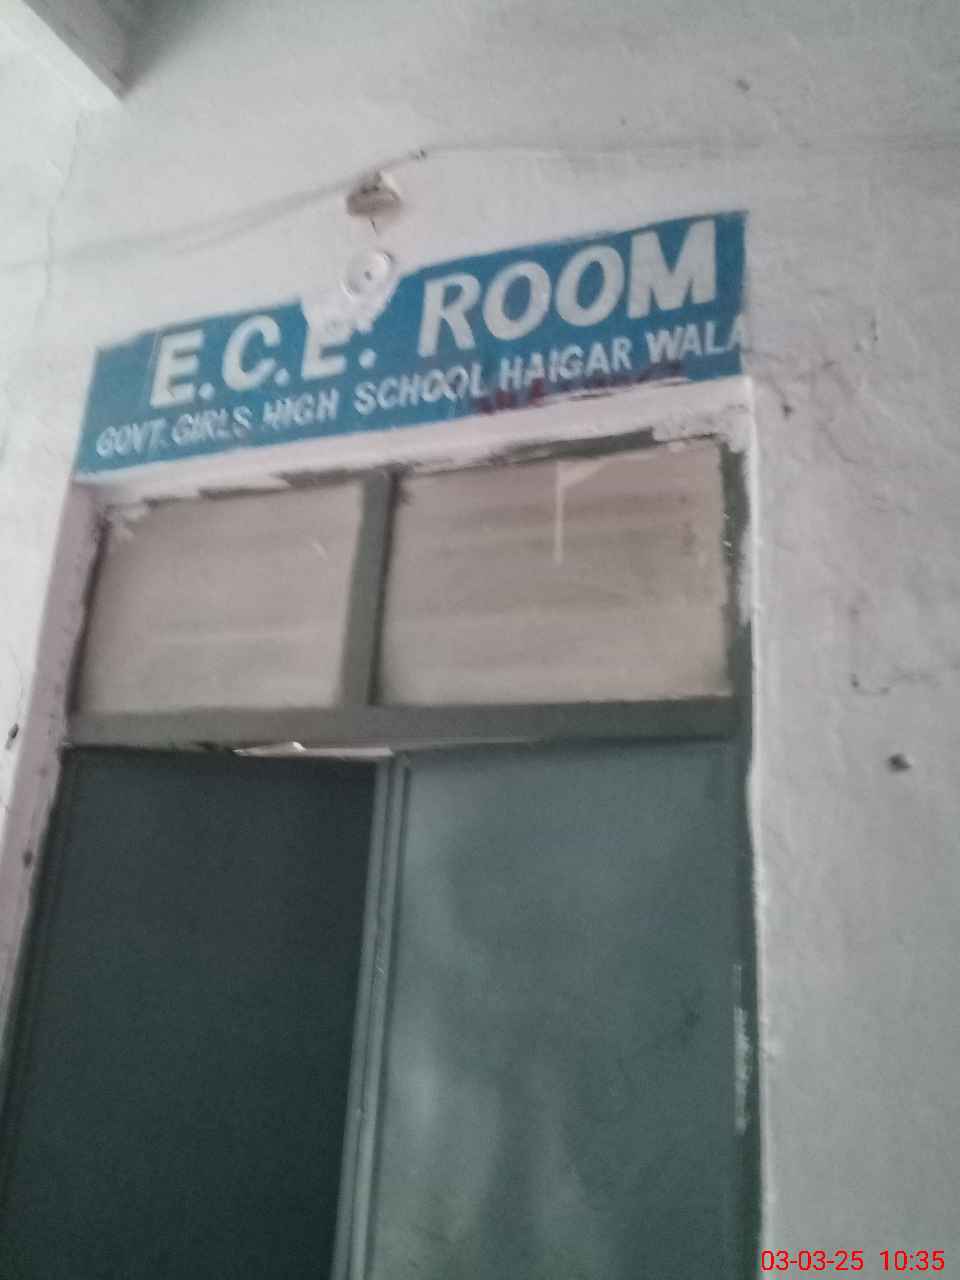 E.C.E. ROOM
GOVT. GIRLS HIGH SCHOOL HAIGAR WALA
03-03-25 10:35